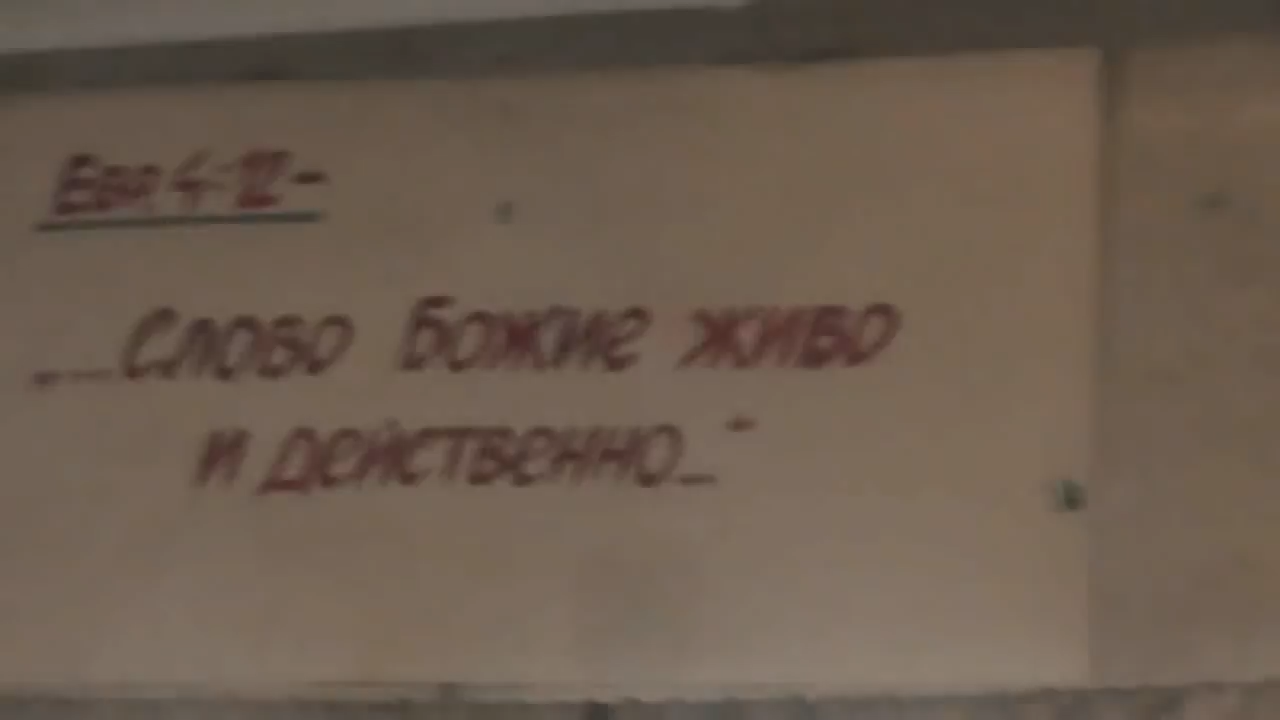 Евр 4:12-
„...Слово Божие живо
и действенно..."